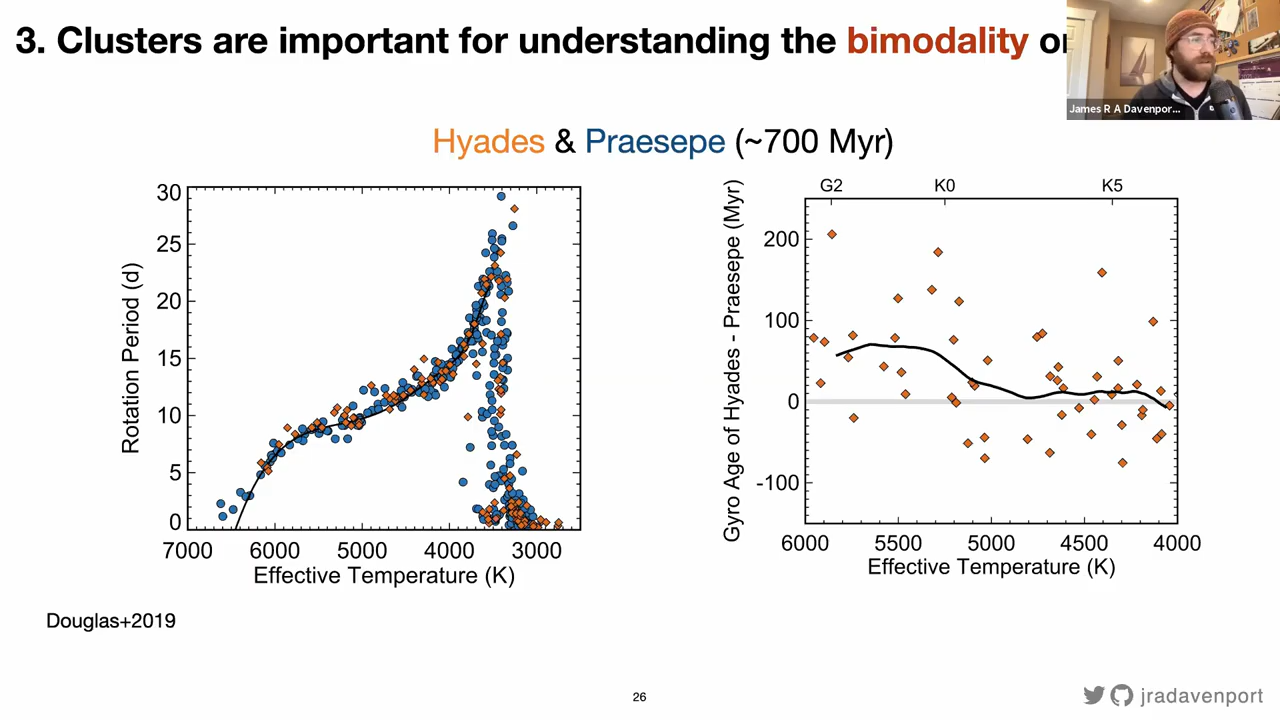 3. Clusters are important for understanding the bimodality
James R A Davenpor...
Hyades & Praesepe (~700 Myr)
30
25
20
15
10
5
0
Rotation Period (d)
7000 6000 5000 4000 3000
Effective Temperature (K)
G2 K0 K5
200
100
0
-100
Gyro Age of Hyades - Praesepe (Myr)
6000 5500 5000 4500 4000
Effective Temperature (K)
Douglas+2019
26
jradavenport